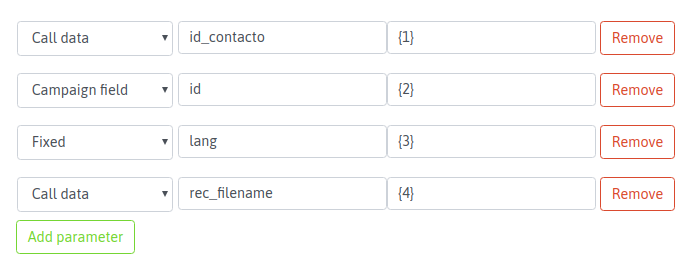 Call data id_contacto {1} Remove
Campaign field id {2} Remove
Fixed lang {3} Remove
Call data rec_filename {4} Remove
Add parameter